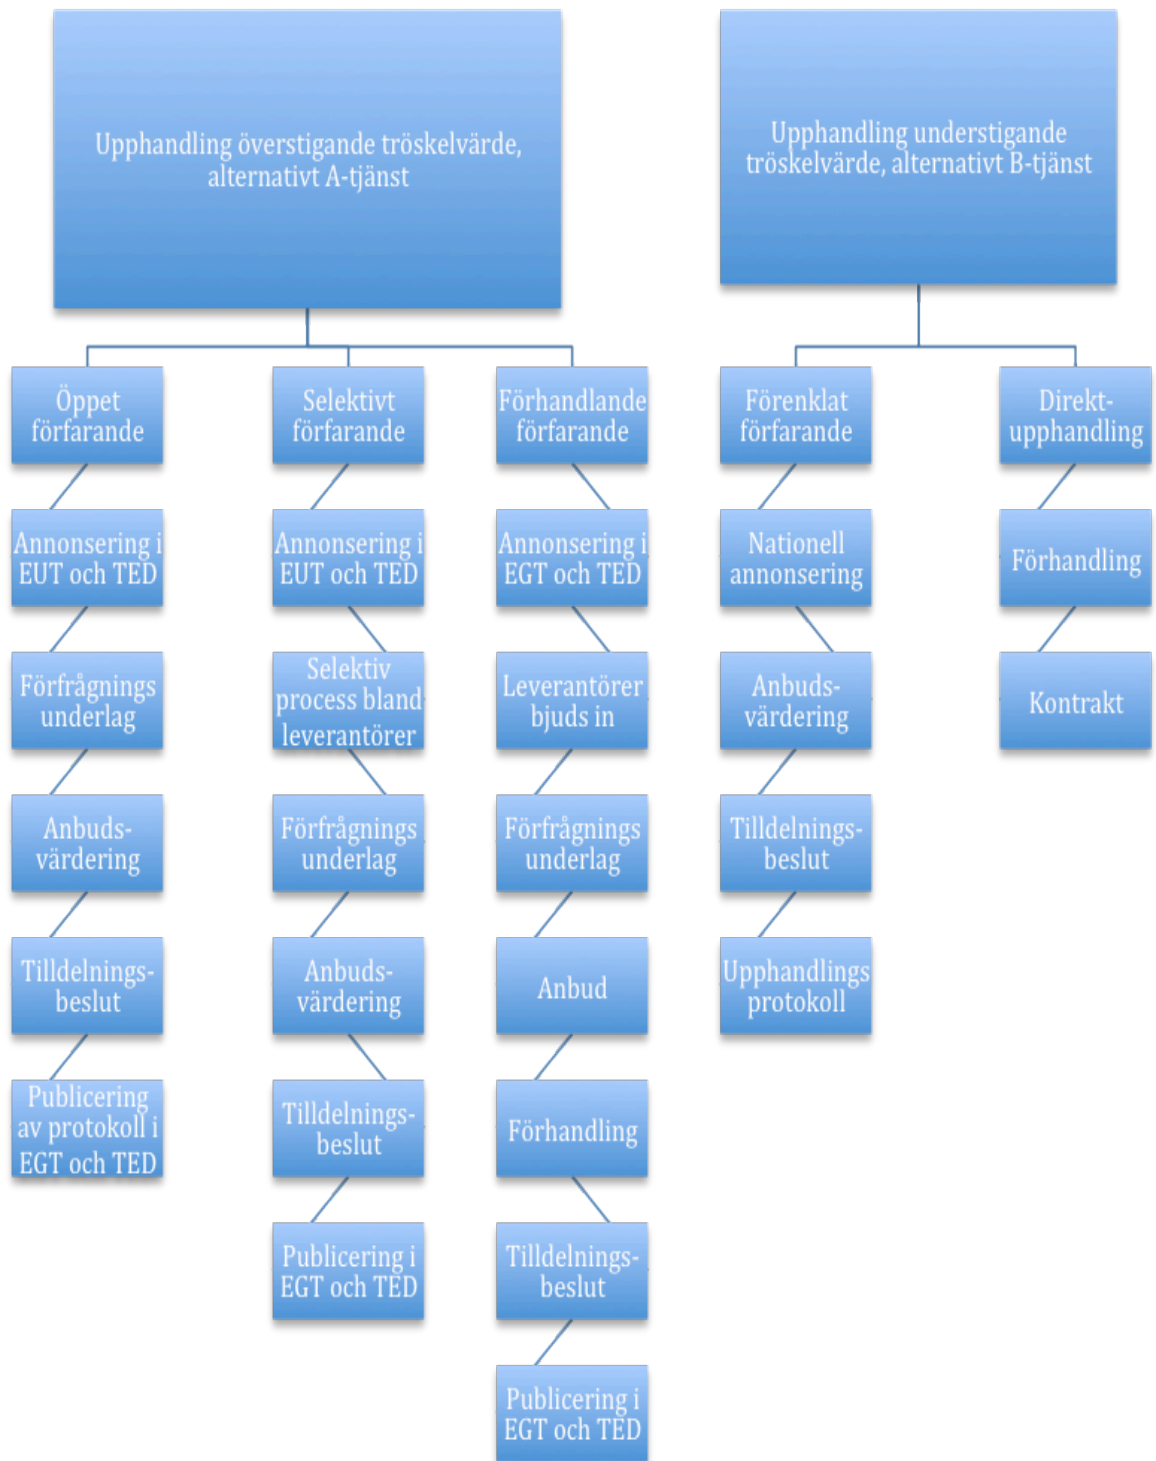 Upphandling överstigande tröskelvärde,
alternativt A-tjänst
Upphandling understigande
tröskelvärde, alternativt B-tjänst
Öppet
förfarande
Annonsering i
EUT och TED
Förfrågnings
underlag
Anbuds-
värdering
Tilldelnings-
beslut
Publicering
av protokoll i
EGT och TED
Selektivt
förfarande
Annonsering i
EUT och TED
Selektiv
process bland
leverantörer
Förfrågnings
underlag
Anbuds-
värdering
Tilldelnings-
beslut
Publicering i
EGT och TED
Förhandlande
förfarande
Annonsering i
EGT och TED
Leverantörer
bjuds in
Förfrågnings
underlag
Anbud
Förhandling
Tilldelnings-
beslut
Publicering i
EGT och TED
Förenklat
förfarande
Nationell
annonsering
Anbuds-
värdering
Tilldelnings-
beslut
Upphandlings
protokoll
Direkt-
upphandling
Förhandling
Kontrakt